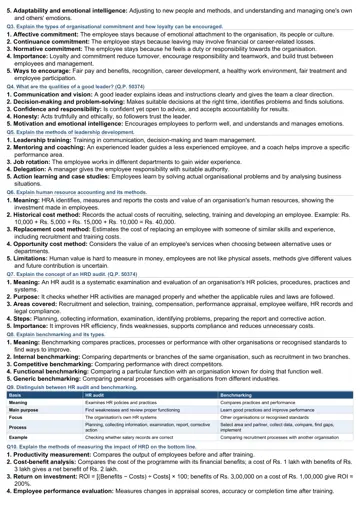 5. Adaptability and emotional intelligence: Adjusting to new people and methods, and understanding and managing one's own
and others' emotions.
Q3. Explain the types of organisational commitment and how loyalty can be encouraged.
1. Affective commitment: The employee stays because of emotional attachment to the organisation, its people or culture.
2. Continuance commitment: The employee stays because leaving may involve financial or career-related losses.
3. Normative commitment: The employee stays because he feels a duty or responsibility towards the organisation.
4. Importance: Loyalty and commitment reduce turnover, encourage responsibility and teamwork, and build trust between
employees and management.
5. Ways to encourage: Fair pay and benefits, recognition, career development, a healthy work environment, fair treatment and
employee participation.
Q4. What are the qualities of a good leader? (Q.P. 50374)
1. Communication and vision: A good leader explains ideas and instructions clearly and gives the team a clear direction.
2. Decision-making and problem-solving: Makes suitable decisions at the right time, identifies problems and finds solutions.
3. Confidence and responsibility: Is confident yet open to advice, and accepts accountability for results.
4. Honesty: Acts truthfully and ethically, so followers trust the leader.
5. Motivation and emotional intelligence: Encourages employees to perform well, and understands and manages emotions.
Q5. Explain the methods of leadership development.
1. Leadership training: Training in communication, decision-making and team management.
2. Mentoring and coaching: An experienced leader guides a less experienced employee, and a coach helps improve a specific
performance area.
3. Job rotation: The employee works in different departments to gain wider experience.
4. Delegation: A manager gives the employee responsibility with suitable authority.
5. Action learning and case studies: Employees learn by solving actual organisational problems and by analysing business
situations.
Q6. Explain human resource accounting and its methods.
1. Meaning: HRA identifies, measures and reports the costs and value of an organisation's human resources, showing the
investment made in employees.
2. Historical cost method: Records the actual costs of recruiting, selecting, training and developing an employee. Example: Rs.
10,000 + Rs. 5,000 + Rs. 15,000 + Rs. 10,000 = Rs. 40,000.
3. Replacement cost method: Estimates the cost of replacing an employee with someone of similar skills and experience,
including recruitment and training costs.
4. Opportunity cost method: Considers the value of an employee's services when choosing between alternative uses or
departments.
5. Limitations: Human value is hard to measure in money, employees are not like physical assets, methods give different values
and future contribution is uncertain.
Q7. Explain the concept of an HRD audit. (Q.P. 50374)
1. Meaning: An HR audit is a systematic examination and evaluation of an organisation's HR policies, procedures, practices and
systems.
2. Purpose: It checks whether HR activities are managed properly and whether the applicable rules and laws are followed.
3. Areas covered: Recruitment and selection, training, compensation, performance appraisal, employee welfare, HR records and
legal compliance.
4. Steps: Planning, collecting information, examining, identifying problems, preparing the report and corrective action.
5. Importance: It improves HR efficiency, finds weaknesses, supports compliance and reduces unnecessary costs.
Q8. Explain benchmarking and its types.
1. Meaning: Benchmarking compares practices, processes or performance with other organisations or recognised standards to
find ways to improve.
2. Internal benchmarking: Comparing departments or branches of the same organisation, such as recruitment in two branches.
3. Competitive benchmarking: Comparing performance with direct competitors.
4. Functional benchmarking: Comparing a particular function with an organisation known for doing that function well.
5. Generic benchmarking: Comparing general processes with organisations from different industries.
Q9. Distinguish between HR audit and benchmarking.
Basis HR audit Benchmarking
Meaning Examines HR policies and practices Compares practices and performance
Main purpose Find weaknesses and review proper functioning Learn good practices and improve performance
Focus The organisation's own HR systems Other organisations or recognised standards
Process Planning, collecting information, examination, report, corrective action Select area and partner, collect data, compare, find gaps, implement
Example Checking whether salary records are correct Comparing recruitment processes with another organisation
Q10. Explain the methods of measuring the impact of HRD on the bottom line.
1. Productivity measurement: Compares the output of employees before and after training.
2. Cost-benefit analysis: Compares the cost of the programme with its financial benefits; a cost of Rs. 1 lakh with benefits of Rs.
3 lakh gives a net benefit of Rs. 2 lakh.
3. Return on investment: ROI = [(Benefits − Costs) ÷ Costs] × 100; benefits of Rs. 3,00,000 on a cost of Rs. 1,00,000 give ROI =
200%.
4. Employee performance evaluation: Measures changes in appraisal scores, accuracy or completion time after training.